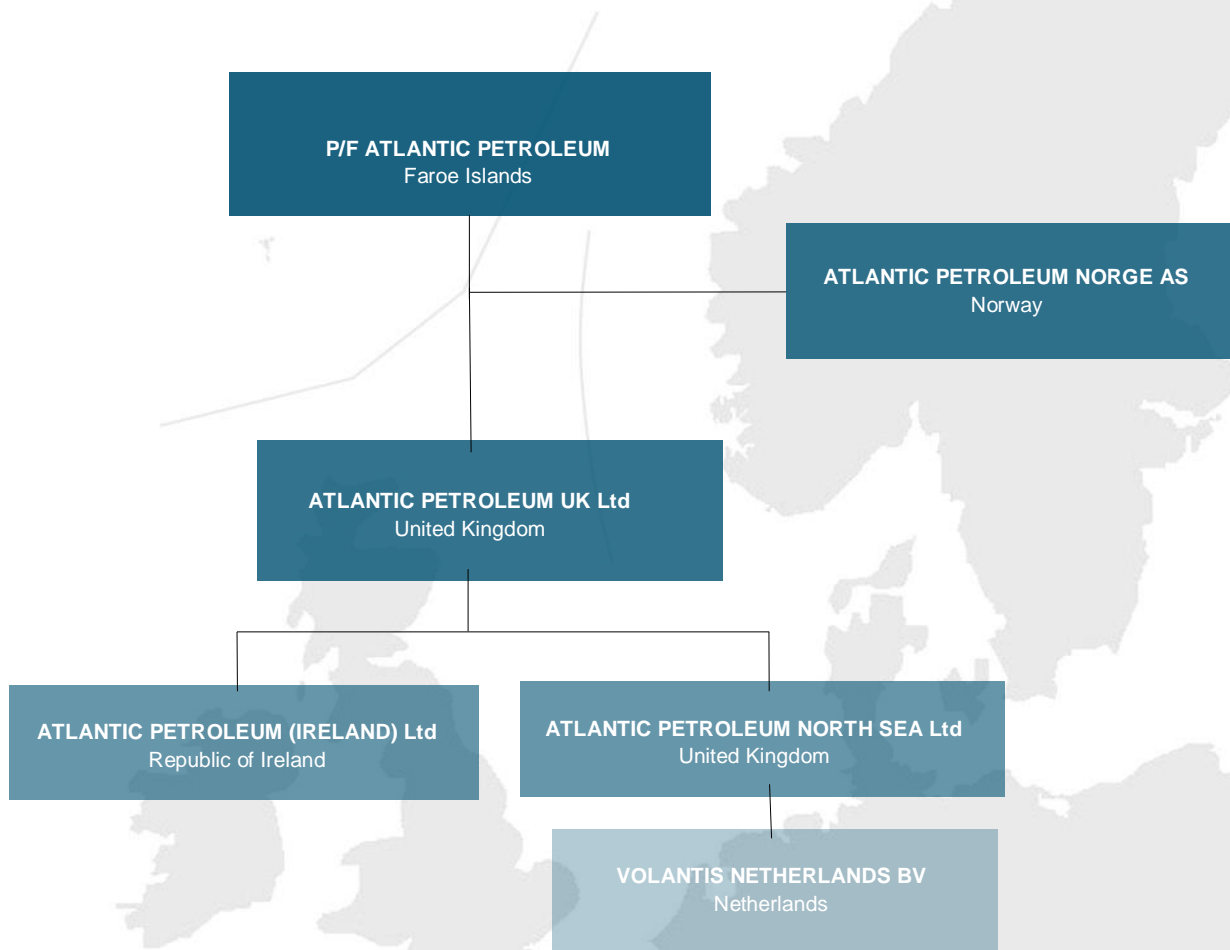 P/F ATLANTIC PETROLEUM
Faroe Islands
ATLANTIC PETROLEUM NORGE AS
Norway
ATLANTIC PETROLEUM UK Ltd
United Kingdom
ATLANTIC PETROLEUM (IRELAND) Ltd
Republic of Ireland
ATLANTIC PETROLEUM NORTH SEA Ltd
United Kingdom
VOLANTIS NETHERLANDS BV
Netherlands